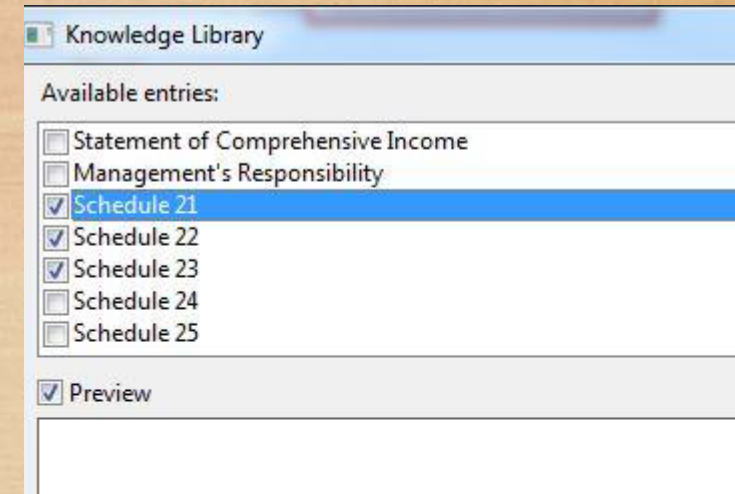 Knowledge Library
Available entries:
Statement of Comprehensive Income
Management's Responsibility
Schedule 21
Schedule 22
Schedule 23
Schedule 24
Schedule 25
Preview